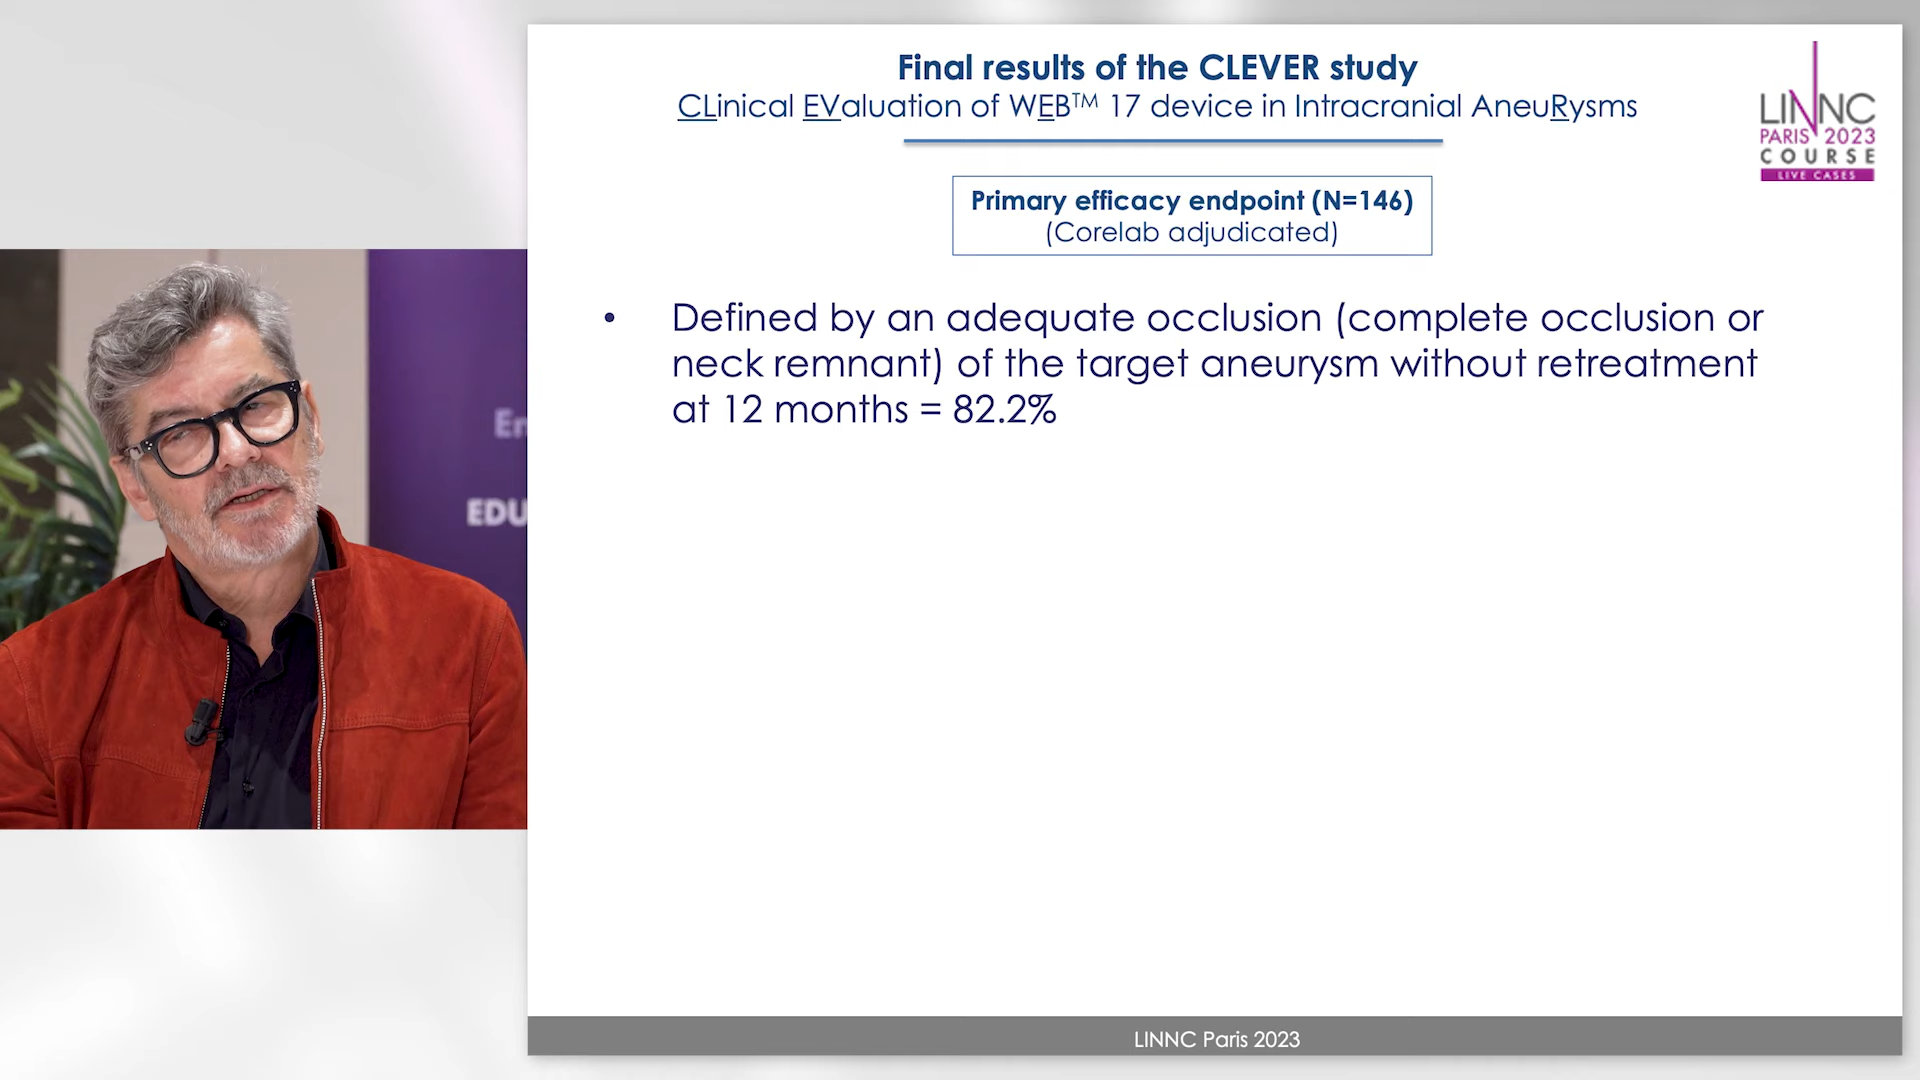 Final results of the CLEVER study
CLinical EValuation of WEB™ 17 device in Intracranial AneuRysms
LINNC
PARIS 2023
COURSE
LIVE CASES
Primary efficacy endpoint (N=146)
(Corelab adjudicated)
• Defined by an adequate occlusion (complete occlusion or
neck remnant) of the target aneurysm without retreatment
at 12 months = 82.2%
En
EDU
LINNC Paris 2023